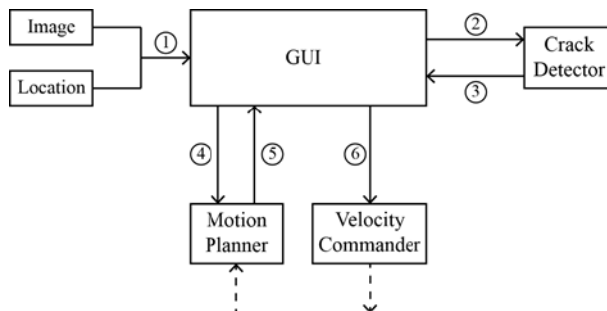 Image
①
②
GUI
Crack
Detector
Location
③
④
⑤
⑥
Motion
Planner
Velocity
Commander